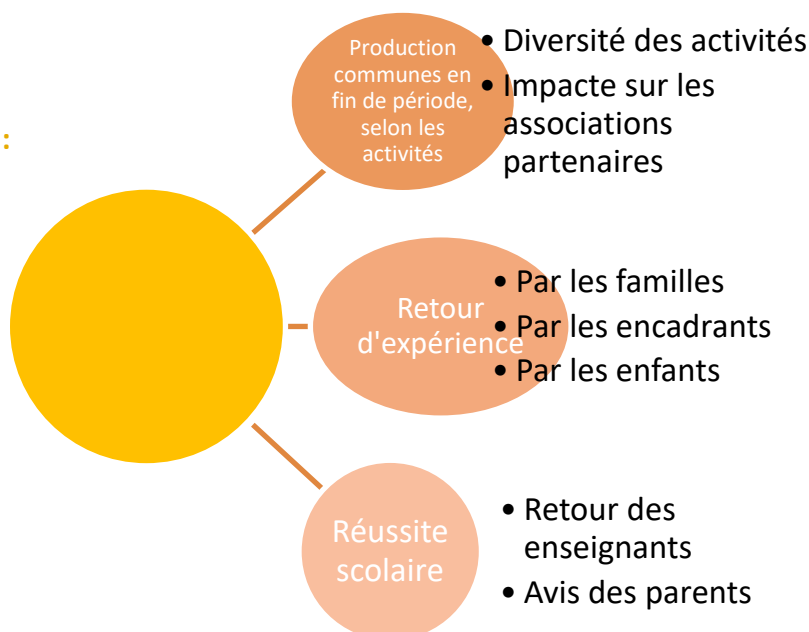 :
Production
communes en
fin de période,
selon les
activités
• Diversité des activités
• Impacte sur les
associations
partenaires
Retour
d'expérience
• Par les familles
• Par les encadrants
• Par les enfants
Réussite
scolaire
• Retour des
enseignants
• Avis des parents